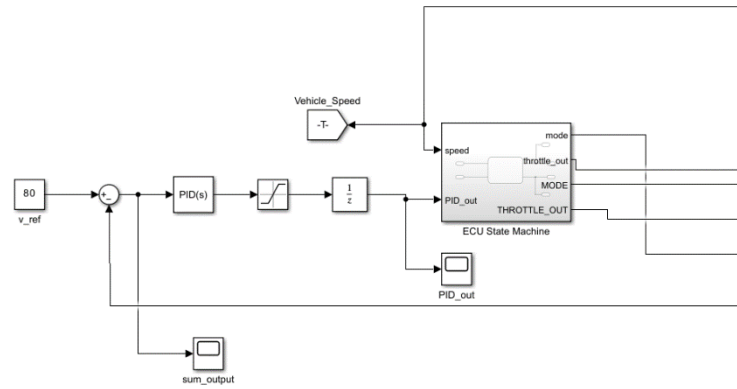 Vehicle_Speed
-T-
speed
PID_out
mode
throttle_out
MODE
THROTTLE_OUT
ECU State Machine
80
v_ref
+
−
PID(s)
1
z
PID_out
sum_output